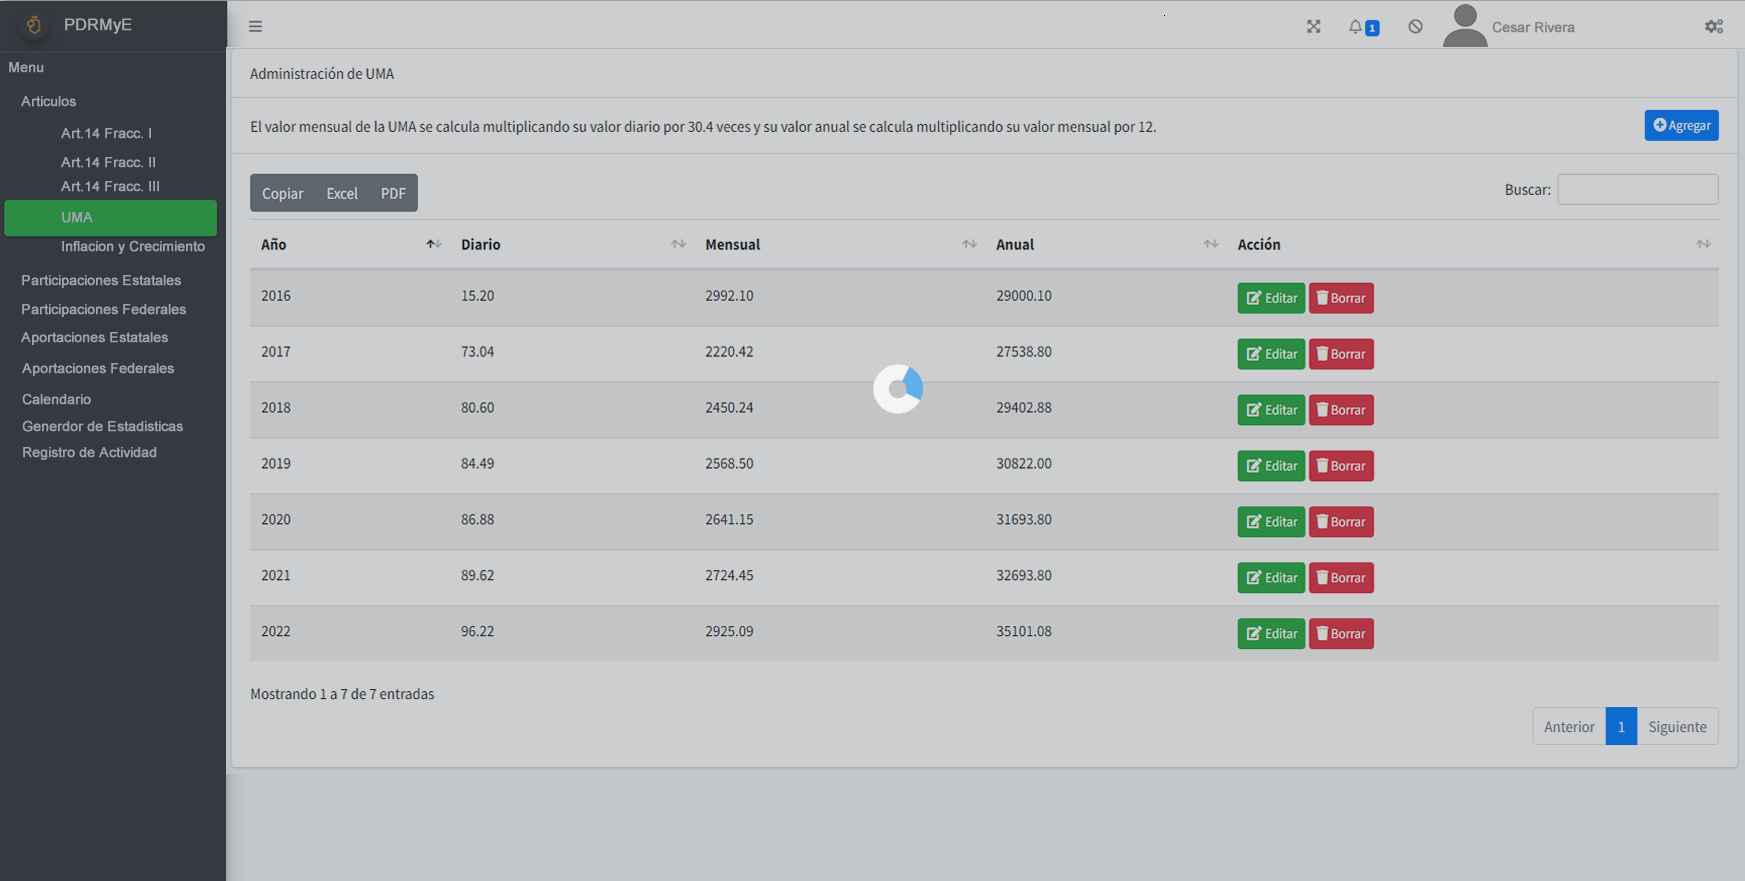 PDRMyE
1
Cesar Rivera
Menu
Articulos
Art.14 Fracc. I
Art.14 Fracc. II
Art.14 Fracc. III
UMA
Inflacion y Crecimiento
Participaciones Estatales
Participaciones Federales
Aportaciones Estatales
Aportaciones Federales
Calendario
Generdor de Estadisticas
Registro de Actividad
Administración de UMA
El valor mensual de la UMA se calcula multiplicando su valor diario por 30.4 veces y su valor anual se calcula multiplicando su valor mensual por 12.
Agregar
Copiar Excel PDF
Buscar:
Año Diario Mensual Anual Acción
2016 15.20 2992.10 29000.10 Editar Borrar
2017 73.04 2220.42 27538.80 Editar Borrar
2018 80.60 2450.24 29402.88 Editar Borrar
2019 84.49 2568.50 30822.00 Editar Borrar
2020 86.88 2641.15 31693.80 Editar Borrar
2021 89.62 2724.45 32693.80 Editar Borrar
2022 96.22 2925.09 35101.08 Editar Borrar
Mostrando 1 a 7 de 7 entradas
Anterior 1 Siguiente